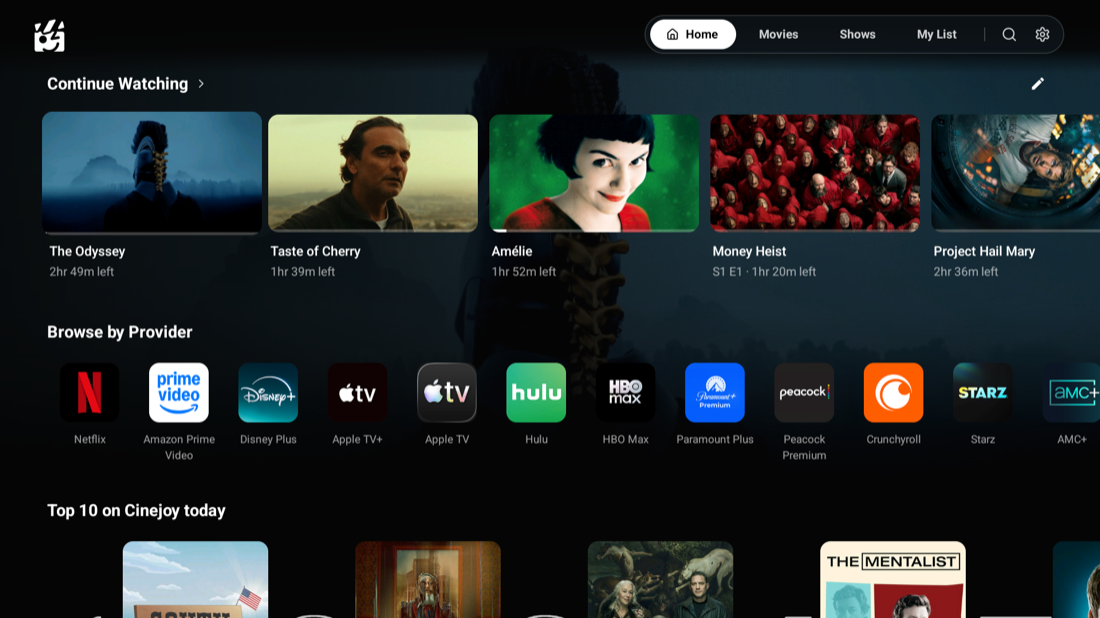 Home
Movies
Shows
My List
Continue Watching
The Odyssey
2hr 49m left
Taste of Cherry
1hr 39m left
Amélie
1hr 52m left
Money Heist
S1 E1 · 1hr 20m left
Project Hail Mary
2hr 36m left
Browse by Provider
N
prime
video
Disney+
tv
tv
hulu
HBO
max
Paramount+
Premium
peacock
STARZ
aMC+
Netflix
Amazon Prime
Video
Disney Plus
Apple TV+
Apple TV
Hulu
HBO Max
Paramount Plus
Peacock
Premium
Crunchyroll
Starz
AMC+
Top 10 on Cinejoy today
SOUTH
THE MENTALIST